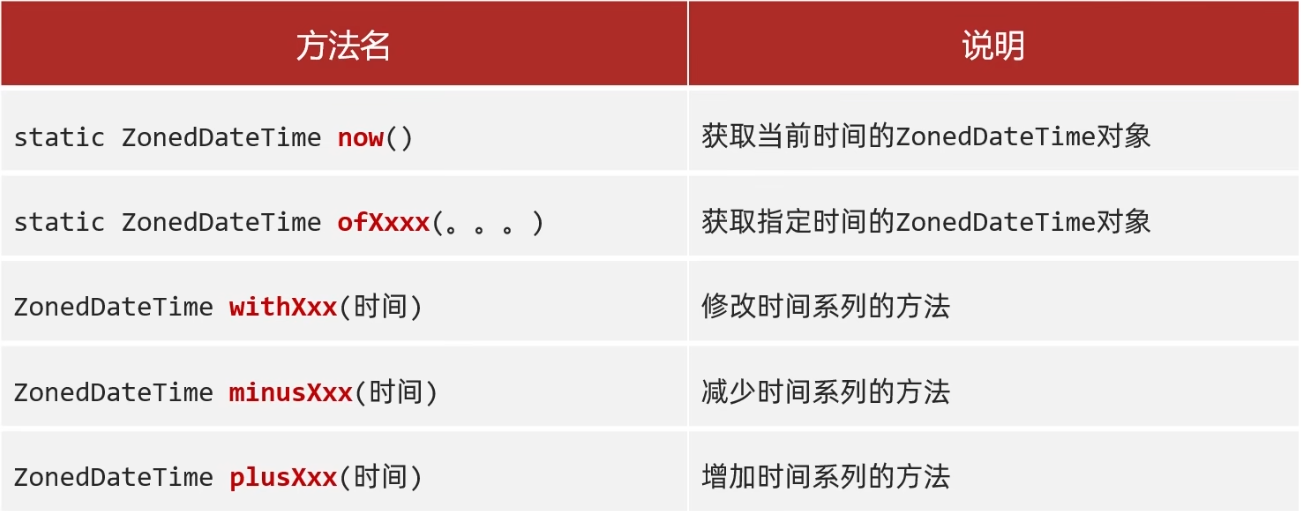 方法名 说明
static ZonedDateTime now() 获取当前时间的ZonedDateTime对象
static ZonedDateTime ofXxxx(。。。) 获取指定时间的ZonedDateTime对象
ZonedDateTime withXxx(时间) 修改时间系列的方法
ZonedDateTime minusXxx(时间) 减少时间系列的方法
ZonedDateTime plusXxx(时间) 增加时间系列的方法